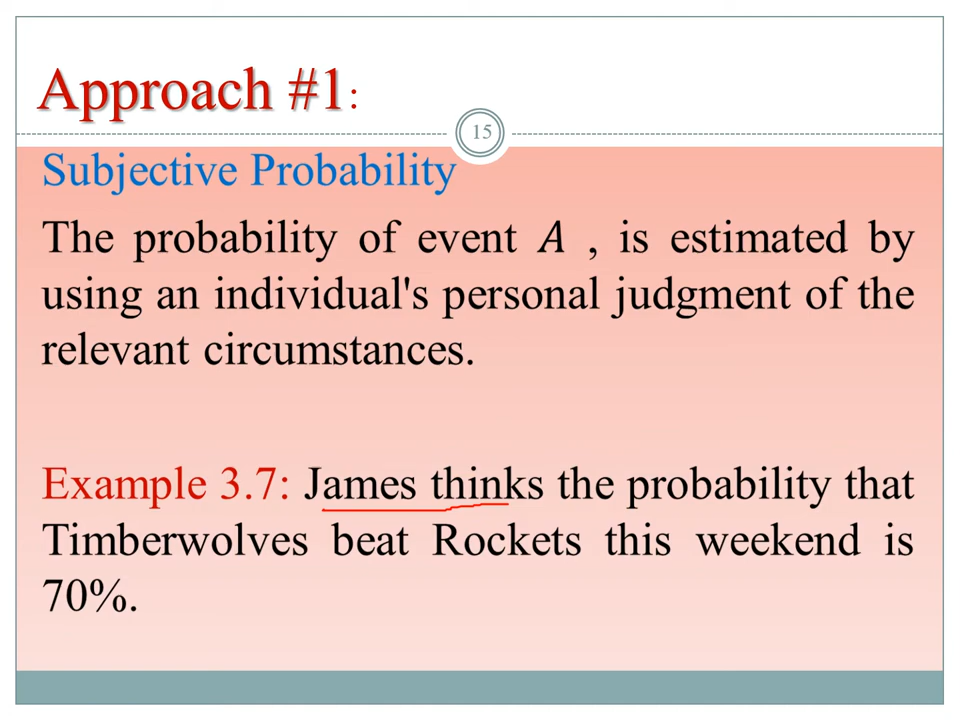 Approach #1:
15
Subjective Probability
The probability of event A , is estimated by
using an individual's personal judgment of the
relevant circumstances.
Example 3.7: James thinks the probability that
Timberwolves beat Rockets this weekend is
70%.